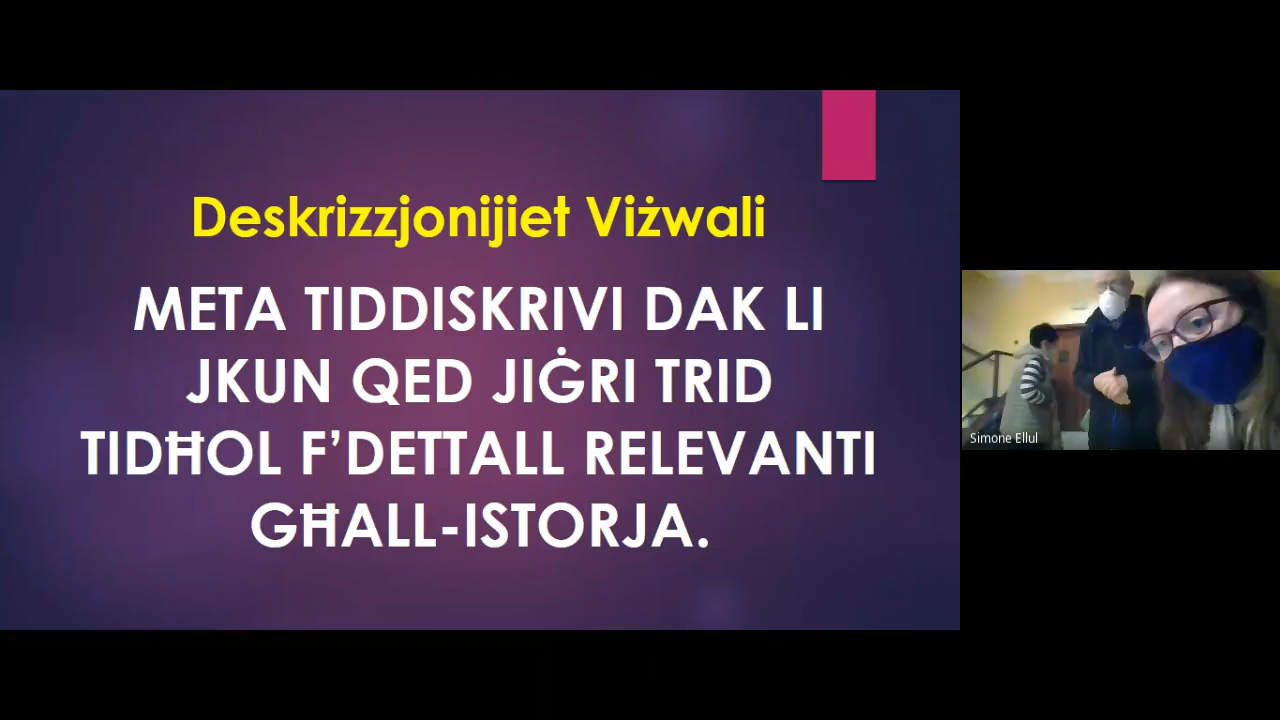 Deskrizzjonijiet Viżwali
META TIDDISKRIVI DAK LI
JKUN QED JIĠRI TRID
TIDĦOL F’DETTALL RELEVANTI
GĦALL-ISTORJA.
Simone Ellul